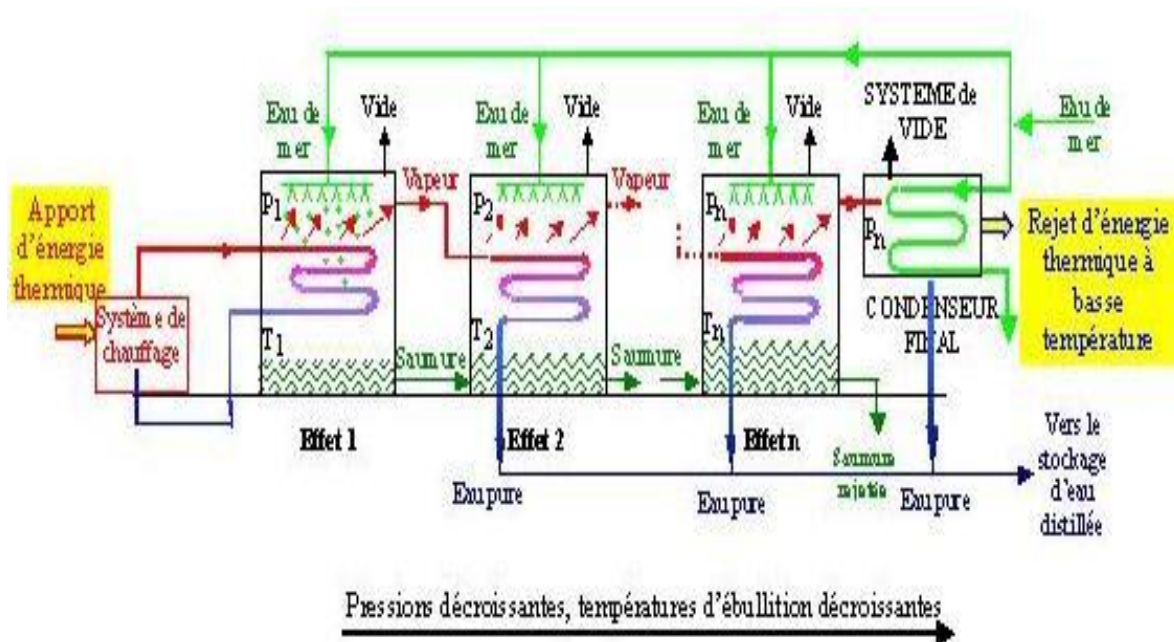 SYSTEME de
VIDE
Eau de
mer
Vide
Eau de
mer
Vide
Eau de
mer
Vide
Eau de
mer
Apport
d'énergie
thermique
Système de
chauffage
P1
Vapeur
P2
Vapeur
Pn
Pn
Rejet d'énergie
thermique à
basse
température
CONDENSEUR
FINAL
T1
T2
Tn
Saumure
Saumure
Effet 1
Effet 2
Effet n
Saumure
rejetée
Eau pure
Eau pure
Eau pure
Vers le
stockage
d'eau
distillée
Pressions décroissantes, températures d'ébullition décroissantes